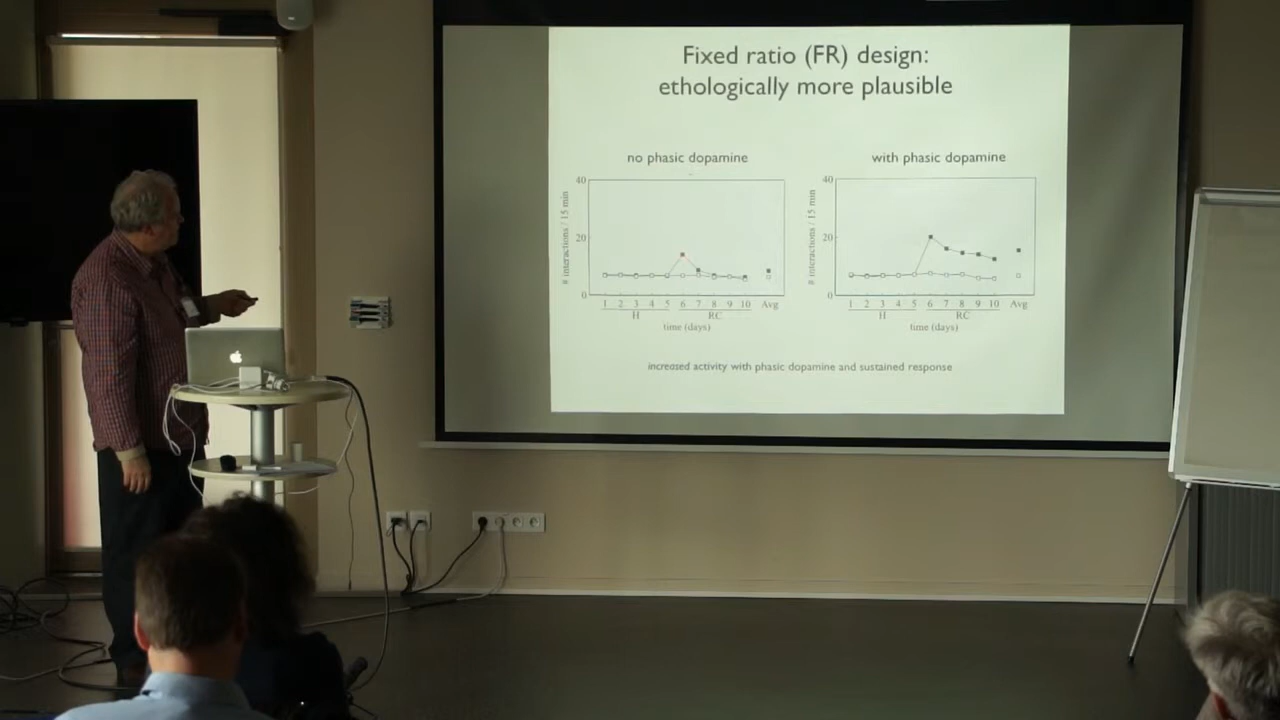 Fixed ratio (FR) design:
ethologically more plausible
no phasic dopamine
with phasic dopamine
# interactions / 15 min
40
20
0
1 2 3 4 5 6 7 8 9 10 Avg
H RC
time (days)
# interactions / 15 min
40
20
0
1 2 3 4 5 6 7 8 9 10 Avg
H RC
time (days)
increased activity with phasic dopamine and sustained response